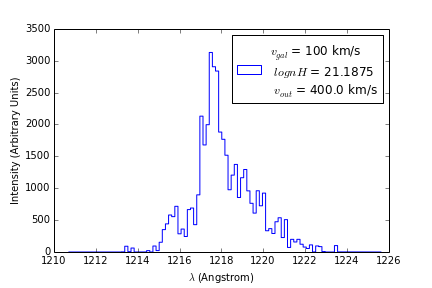 3500
3000
2500
2000
1500
1000
500
0
Intensity (Arbitrary Units)
v_gal = 100 km/s
lognH = 21.1875
v_out = 400.0 km/s
1210 1212 1214 1216 1218 1220 1222 1224 1226
λ (Angstrom)